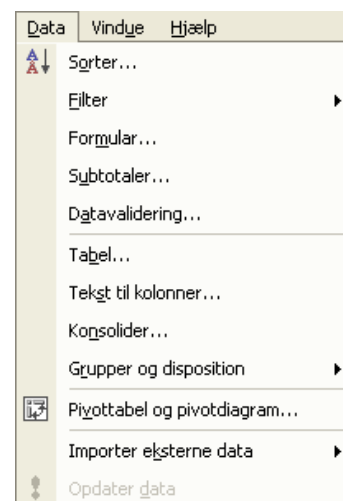 Data Vindue Hjælp
Sorter...
Filter
Formular...
Subtotaler...
Datavalidering...
Tabel...
Tekst til kolonner...
Konsolider...
Grupper og disposition
Pivottabel og pivotdiagram...
Importer eksterne data
Opdater data